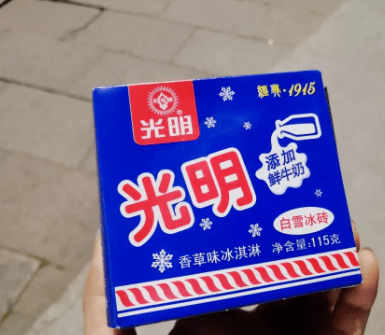 光明
經典·1915
光明
添加
鲜牛奶
白雪冰砖
香草味冰淇淋 净含量:115克